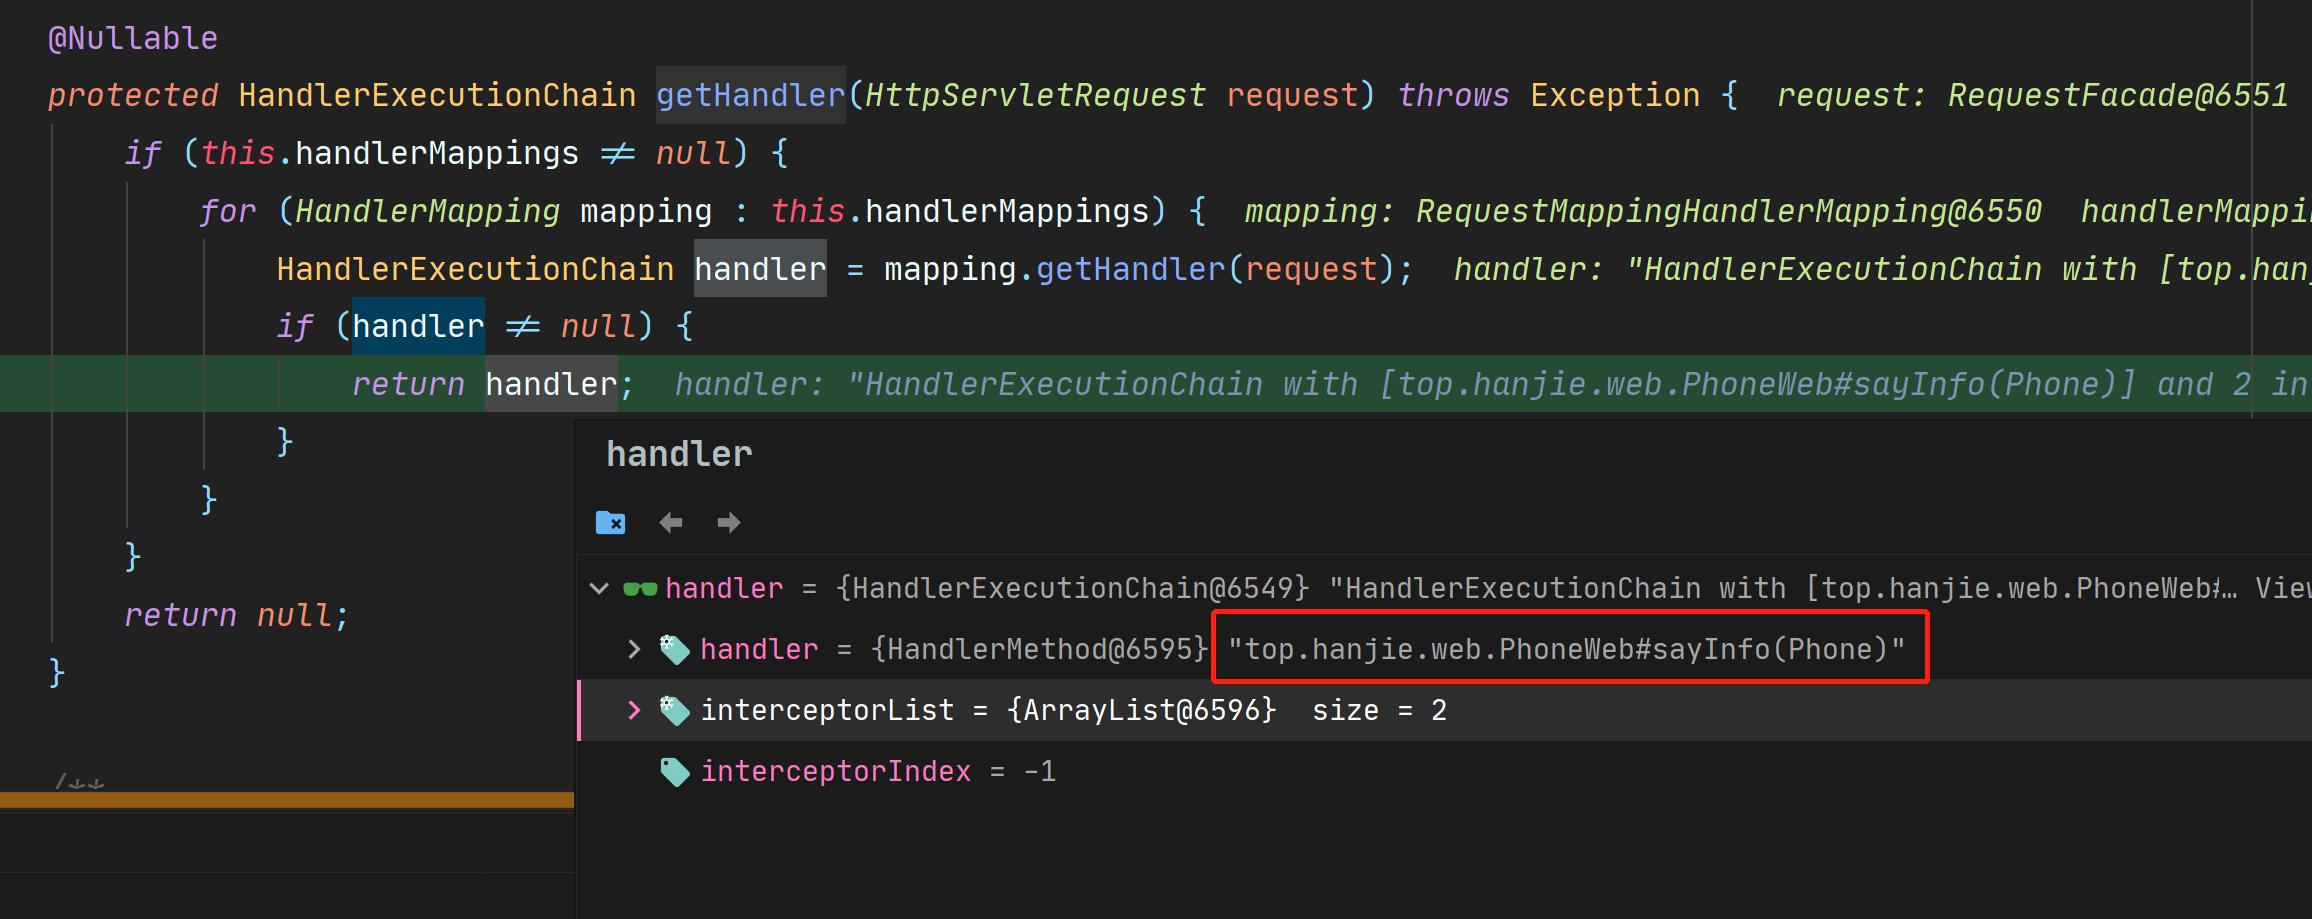 @Nullable
protected HandlerExecutionChain getHandler(HttpServletRequest request) throws Exception {  request: RequestFacade@6551
if (this.handlerMappings ≠ null) {
for (HandlerMapping mapping : this.handlerMappings) {  mapping: RequestMappingHandlerMapping@6550  handlerMappin
HandlerExecutionChain handler = mapping.getHandler(request);  handler: "HandlerExecutionChain with [top.hanj
if (handler ≠ null) {
return handler;  handler: "HandlerExecutionChain with [top.hanjie.web.PhoneWeb#sayInfo(Phone)] and 2 in
}
}
}
return null;
}
/**
handler
handler = {HandlerExecutionChain@6549} "HandlerExecutionChain with [top.hanjie.web.PhoneWeb#... View
handler = {HandlerMethod@6595} "top.hanjie.web.PhoneWeb#sayInfo(Phone)"
interceptorList = {ArrayList@6596}  size = 2
interceptorIndex = -1